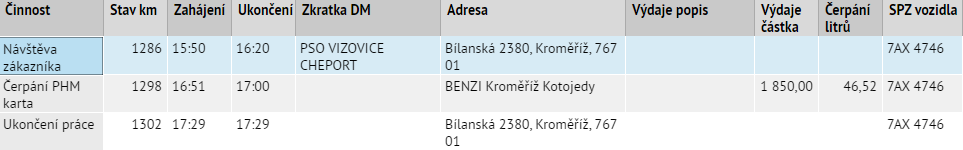 Činnost Stav km Zahájení Ukončení Zkratka DM Adresa Výdaje popis Výdaje částka Čerpání litrů SPZ vozidla
Návštěva zákazníka 1286 15:50 16:20 PSO VIZOVICE CHEPORT Bílanská 2380, Kroměříž, 767 01 7AX 4746
Čerpání PHM karta 1298 16:51 17:00 BENZI Kroměříž Kotojedy 1 850,00 46,52 7AX 4746
Ukončení práce 1302 17:29 17:29 Bílanská 2380, Kroměříž, 767 01 7AX 4746